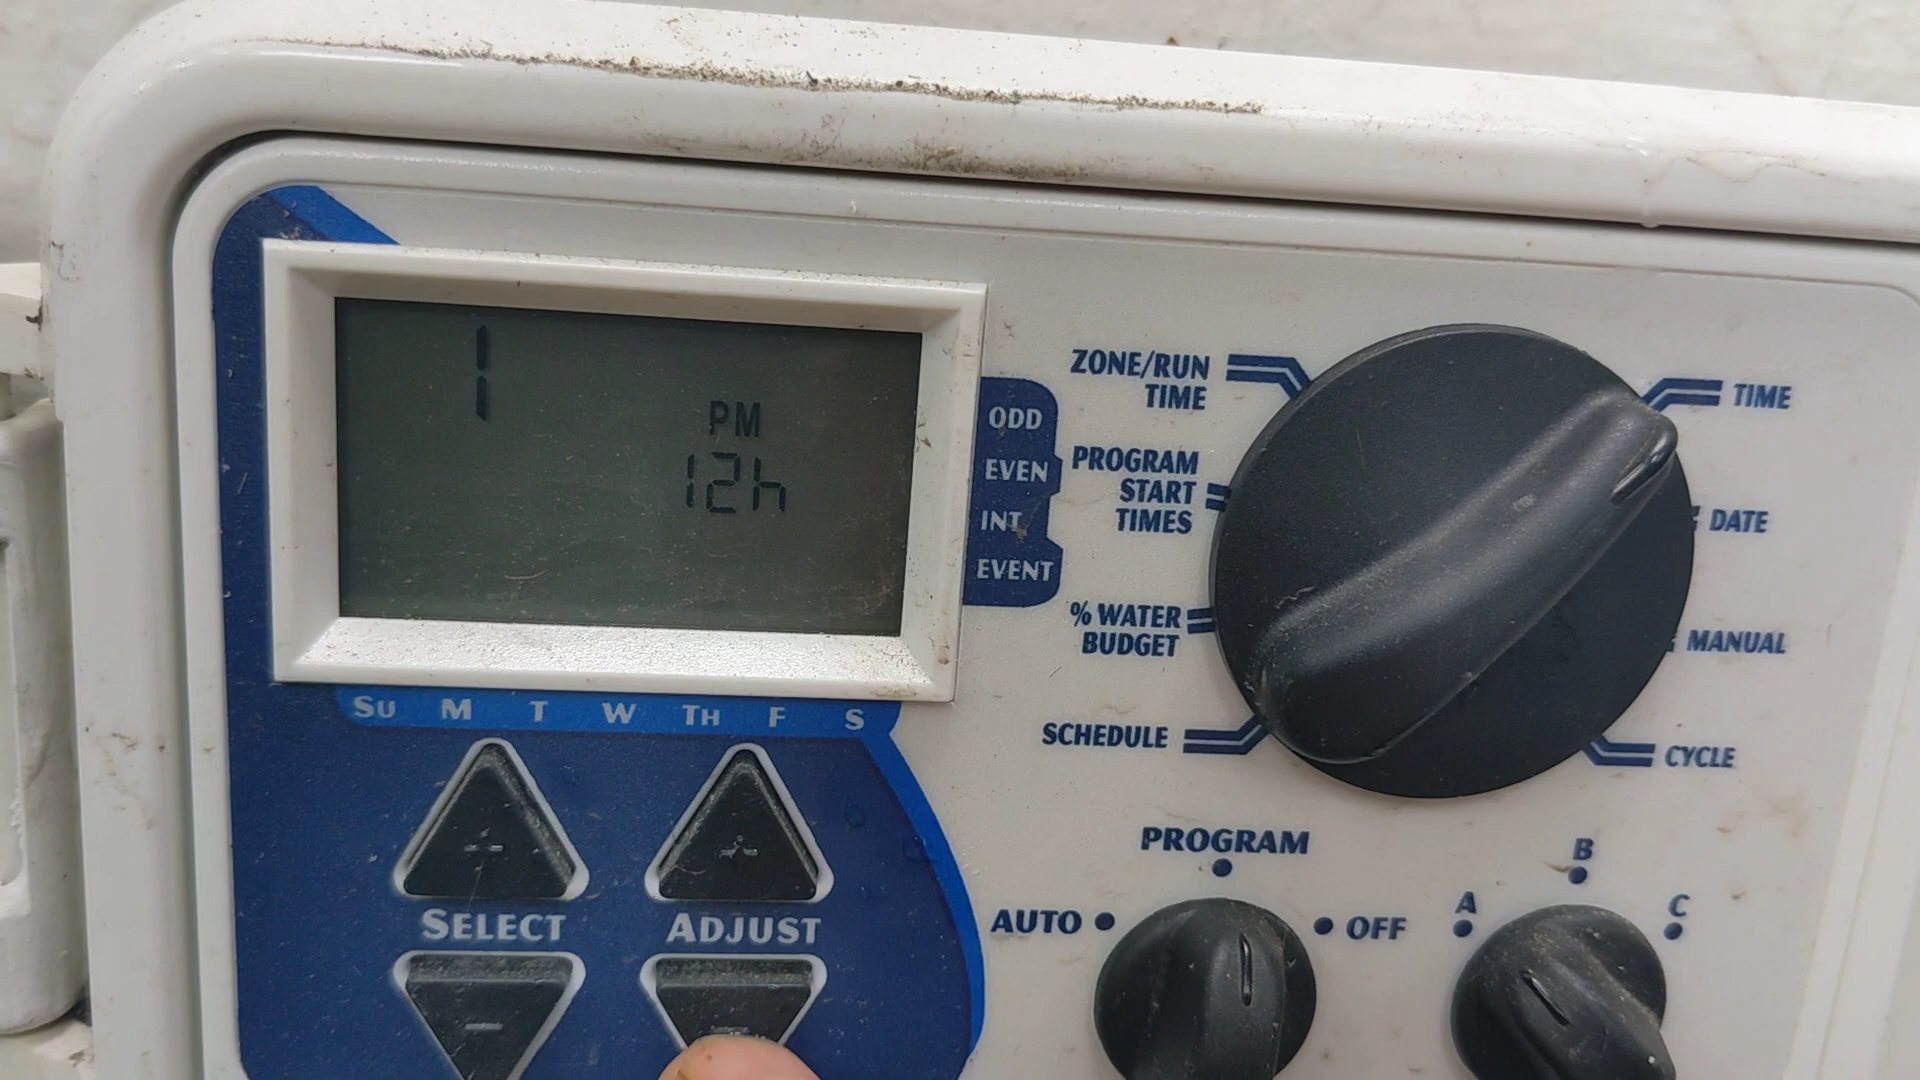 1
PM
12h
ODD
EVEN
INT
EVENT
SU M T W TH F S
+
+
SELECT
ADJUST
-
-
ZONE/RUN
TIME
PROGRAM
START
TIMES
% WATER
BUDGET
SCHEDULE
TIME
DATE
MANUAL
CYCLE
PROGRAM
AUTO
OFF
A
B
C